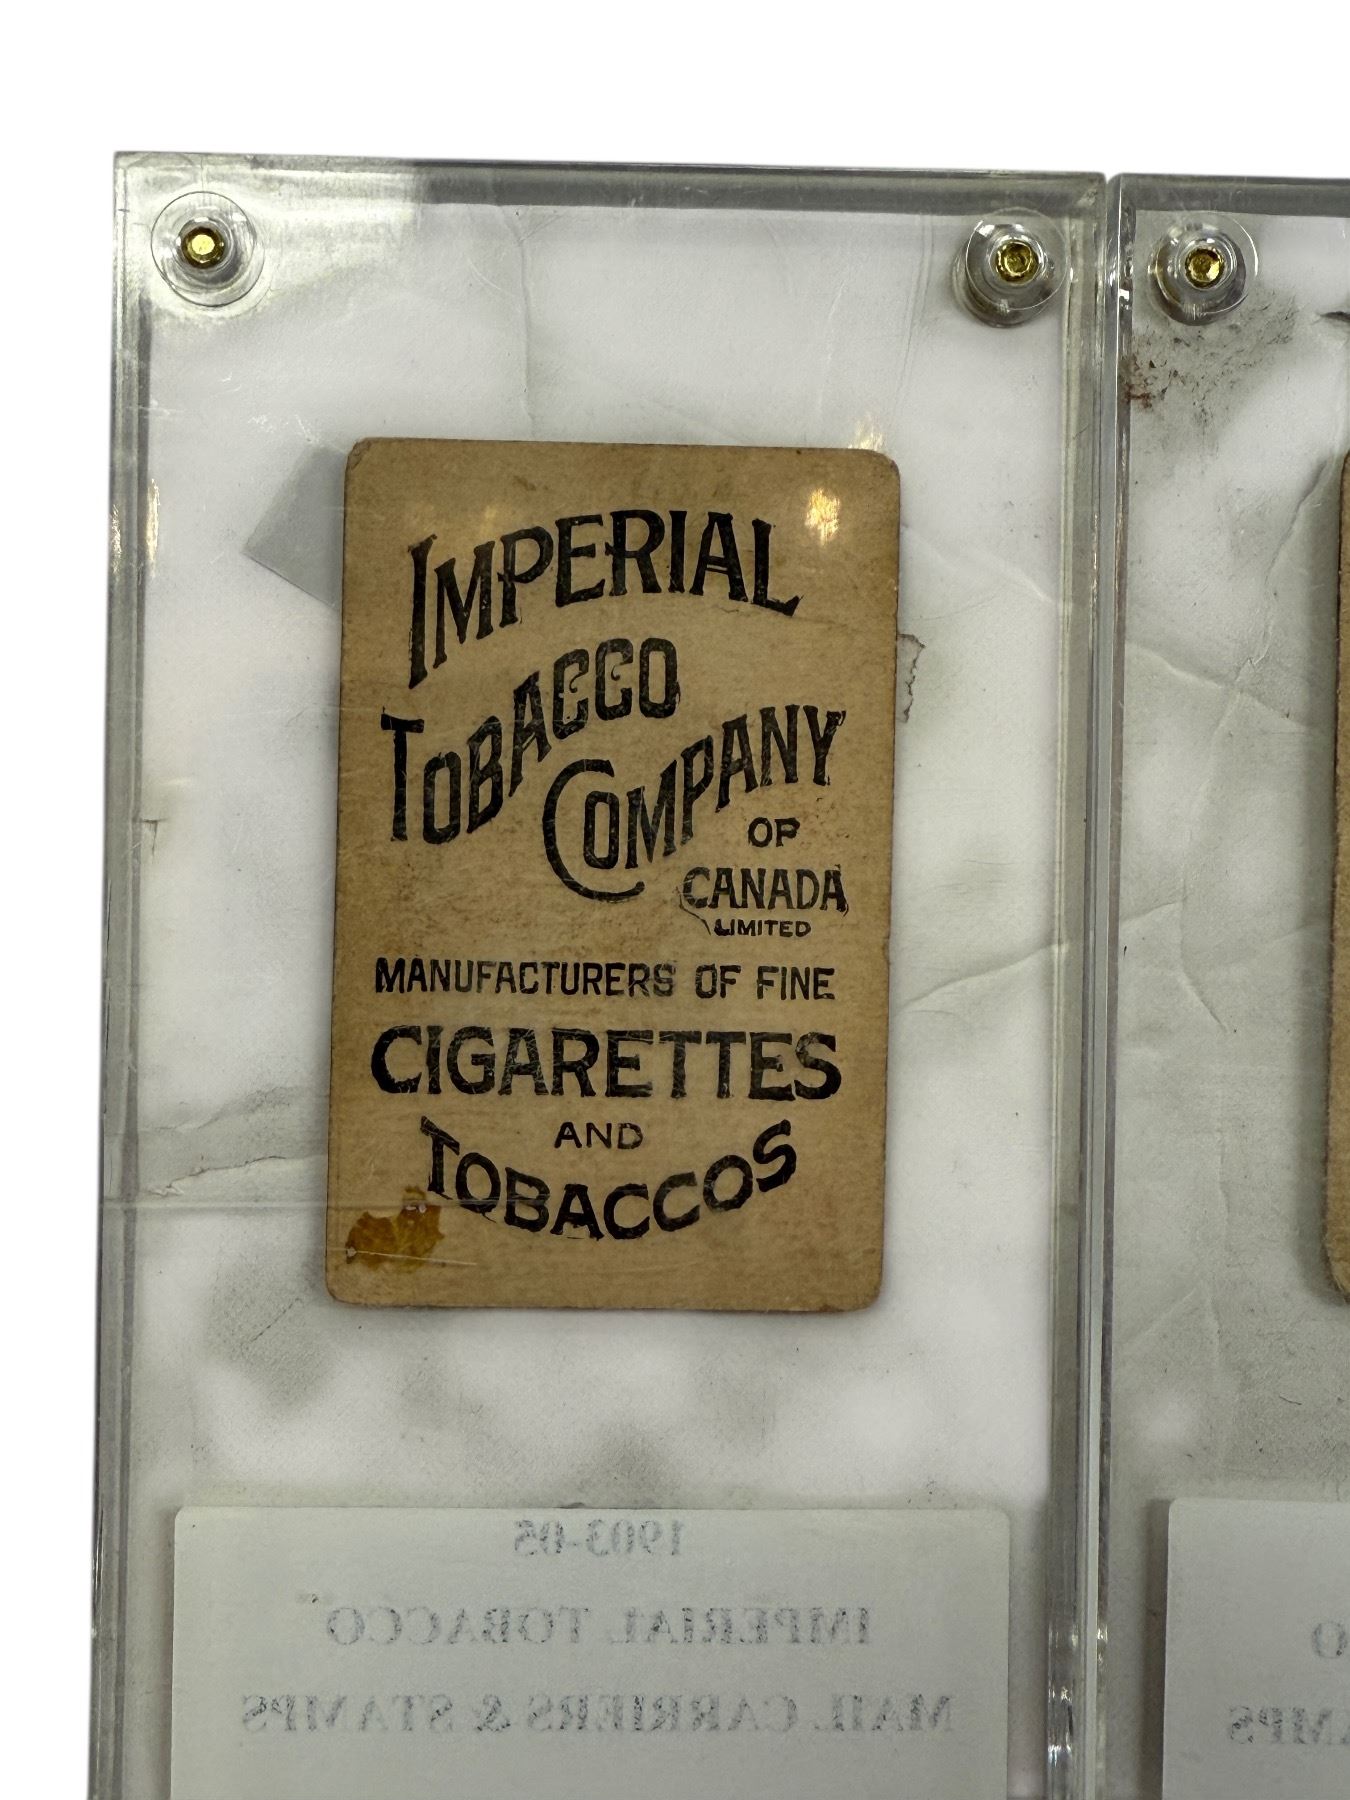 IMPERIAL
TOBACCO
COMPANY
OF
CANADA
LIMITED
MANUFACTURERS OF FINE
CIGARETTES
AND
TOBACCOS
1903-05
IMPERIAL TOBACCO
MAIL CARRIERS & STAMPS